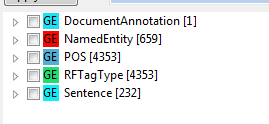 GE DocumentAnnotation [1]
GE NamedEntity [659]
GE POS [4353]
GE RFTagType [4353]
GE Sentence [232]